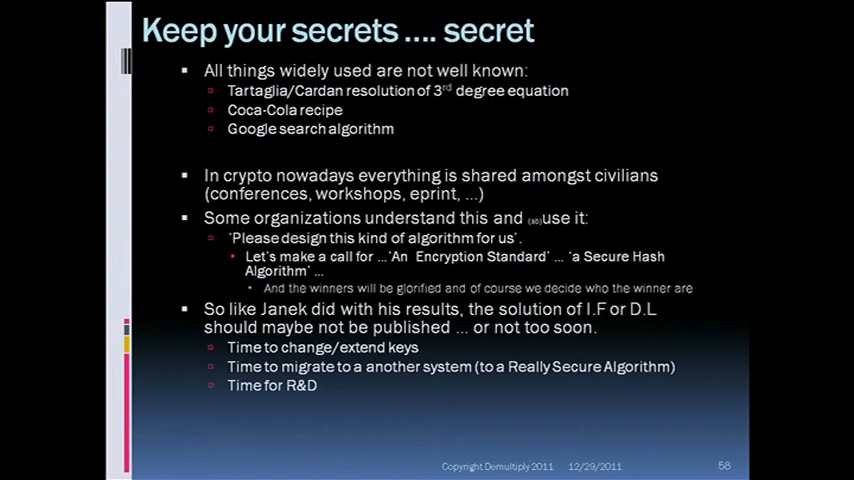 Keep your secrets .... secret
All things widely used are not well known:
Tartaglia/Cardan resolution of 3rd degree equation
Coca-Cola recipe
Google search algorithm
In crypto nowadays everything is shared amongst civilians
(conferences, workshops, eprint, ...)
Some organizations understand this and (ab)use it:
'Please design this kind of algorithm for us'.
Let's make a call for ...'An Encryption Standard' ... 'a Secure Hash
Algorithm' ...
And the winners will be glorified and of course we decide who the winner are
So like Janek did with his results, the solution of I.F or D.L
should maybe not be published ... or not too soon.
Time to change/extend keys
Time to migrate to a another system (to a Really Secure Algorithm)
Time for R&D
Copyright Demultiply 2011 12/29/2011 58